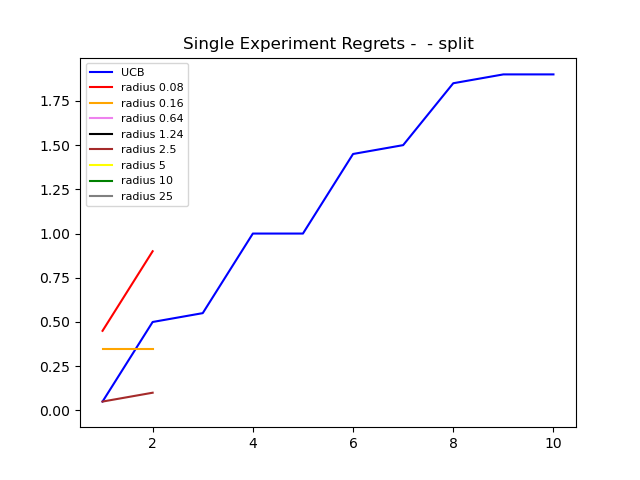 Single Experiment Regrets -  - split
UCB
radius 0.08
radius 0.16
radius 0.64
radius 1.24
radius 2.5
radius 5
radius 10
radius 25
1.75
1.50
1.25
1.00
0.75
0.50
0.25
0.00
2 4 6 8 10